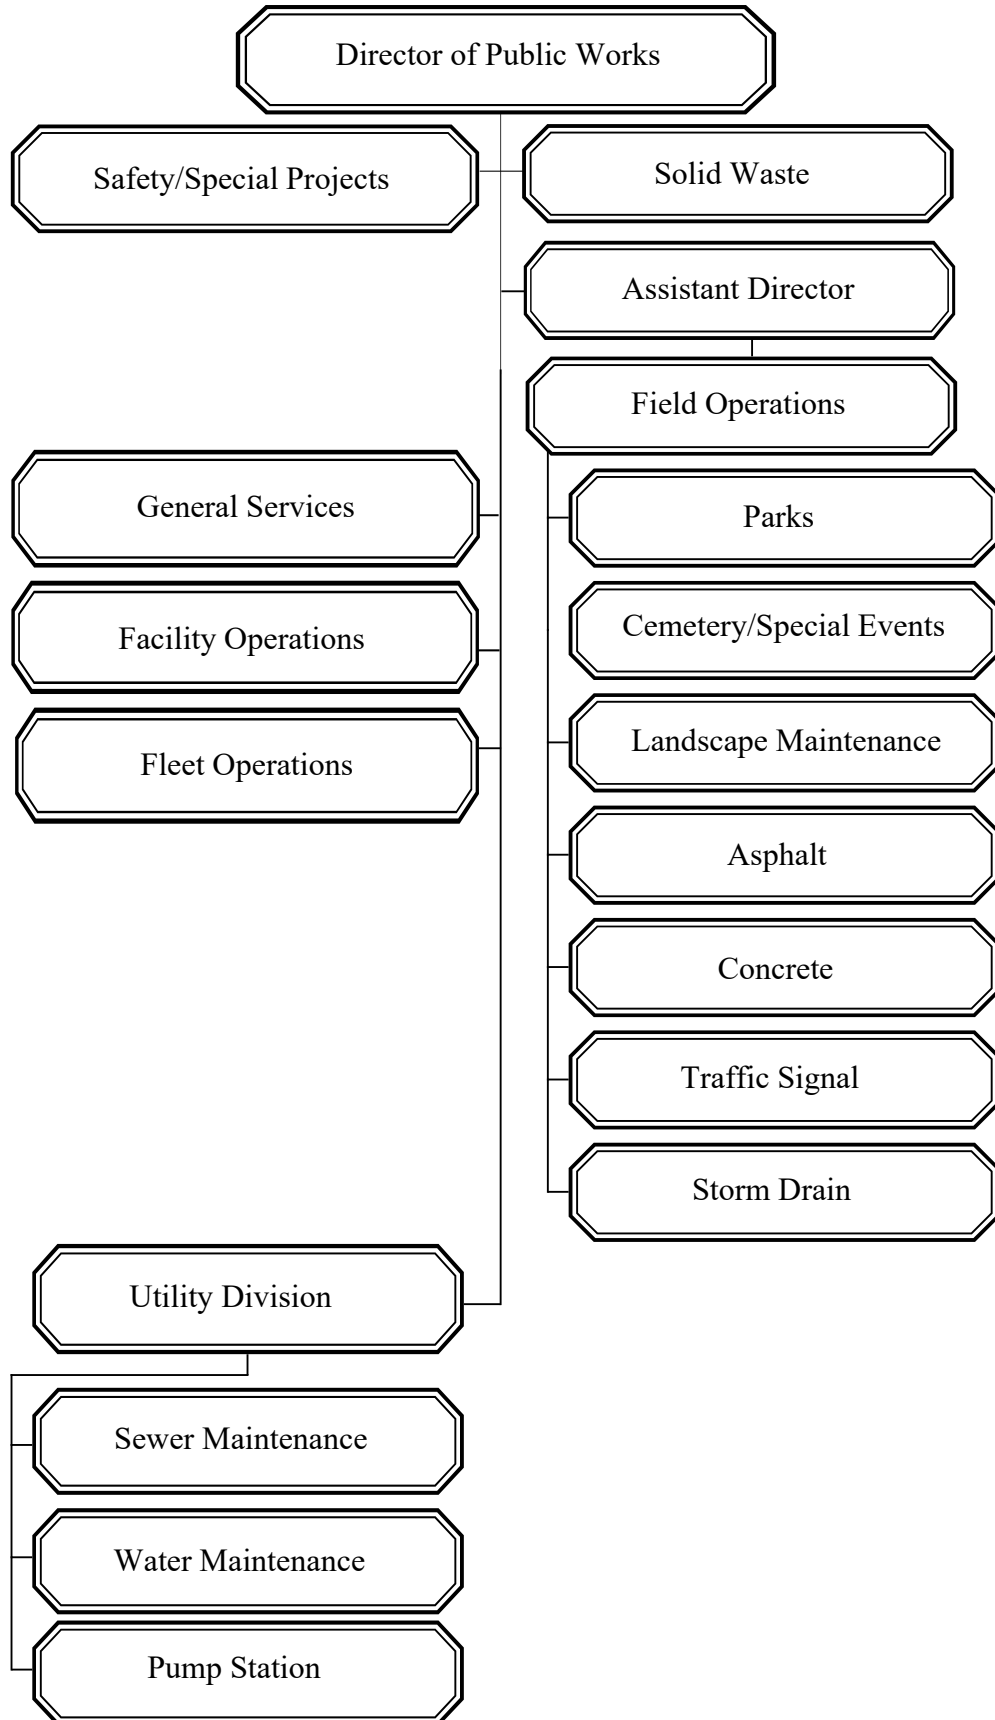 Director of Public Works
Safety/Special Projects
Solid Waste
Assistant Director
Field Operations
General Services
Parks
Facility Operations
Cemetery/Special Events
Landscape Maintenance
Fleet Operations
Asphalt
Concrete
Traffic Signal
Storm Drain
Utility Division
Sewer Maintenance
Water Maintenance
Pump Station